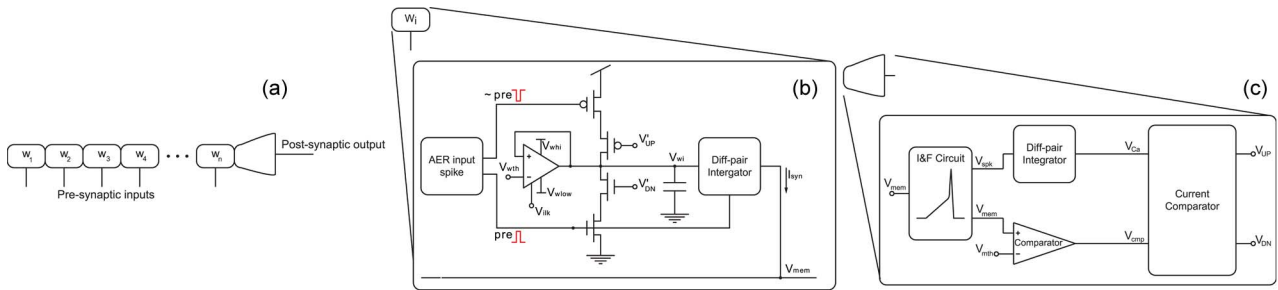 (a)
w1
w2
w3
w4
wn
Post-synaptic output
Pre-synaptic inputs
wi
(b)
~ pre
AER input
spike
Vwhi
+
Vwth
−
Vwlow
Vilk
V'UP
V'DN
Vwi
Diff-pair
Intergator
Isyn
pre
Vmem
(c)
I&F Circuit
Vmem
Vspk
Diff-pair
Integrator
VCa
Vmem
+
Comparator
Vmth
−
Vcmp
Current
Comparator
VUP
VDN